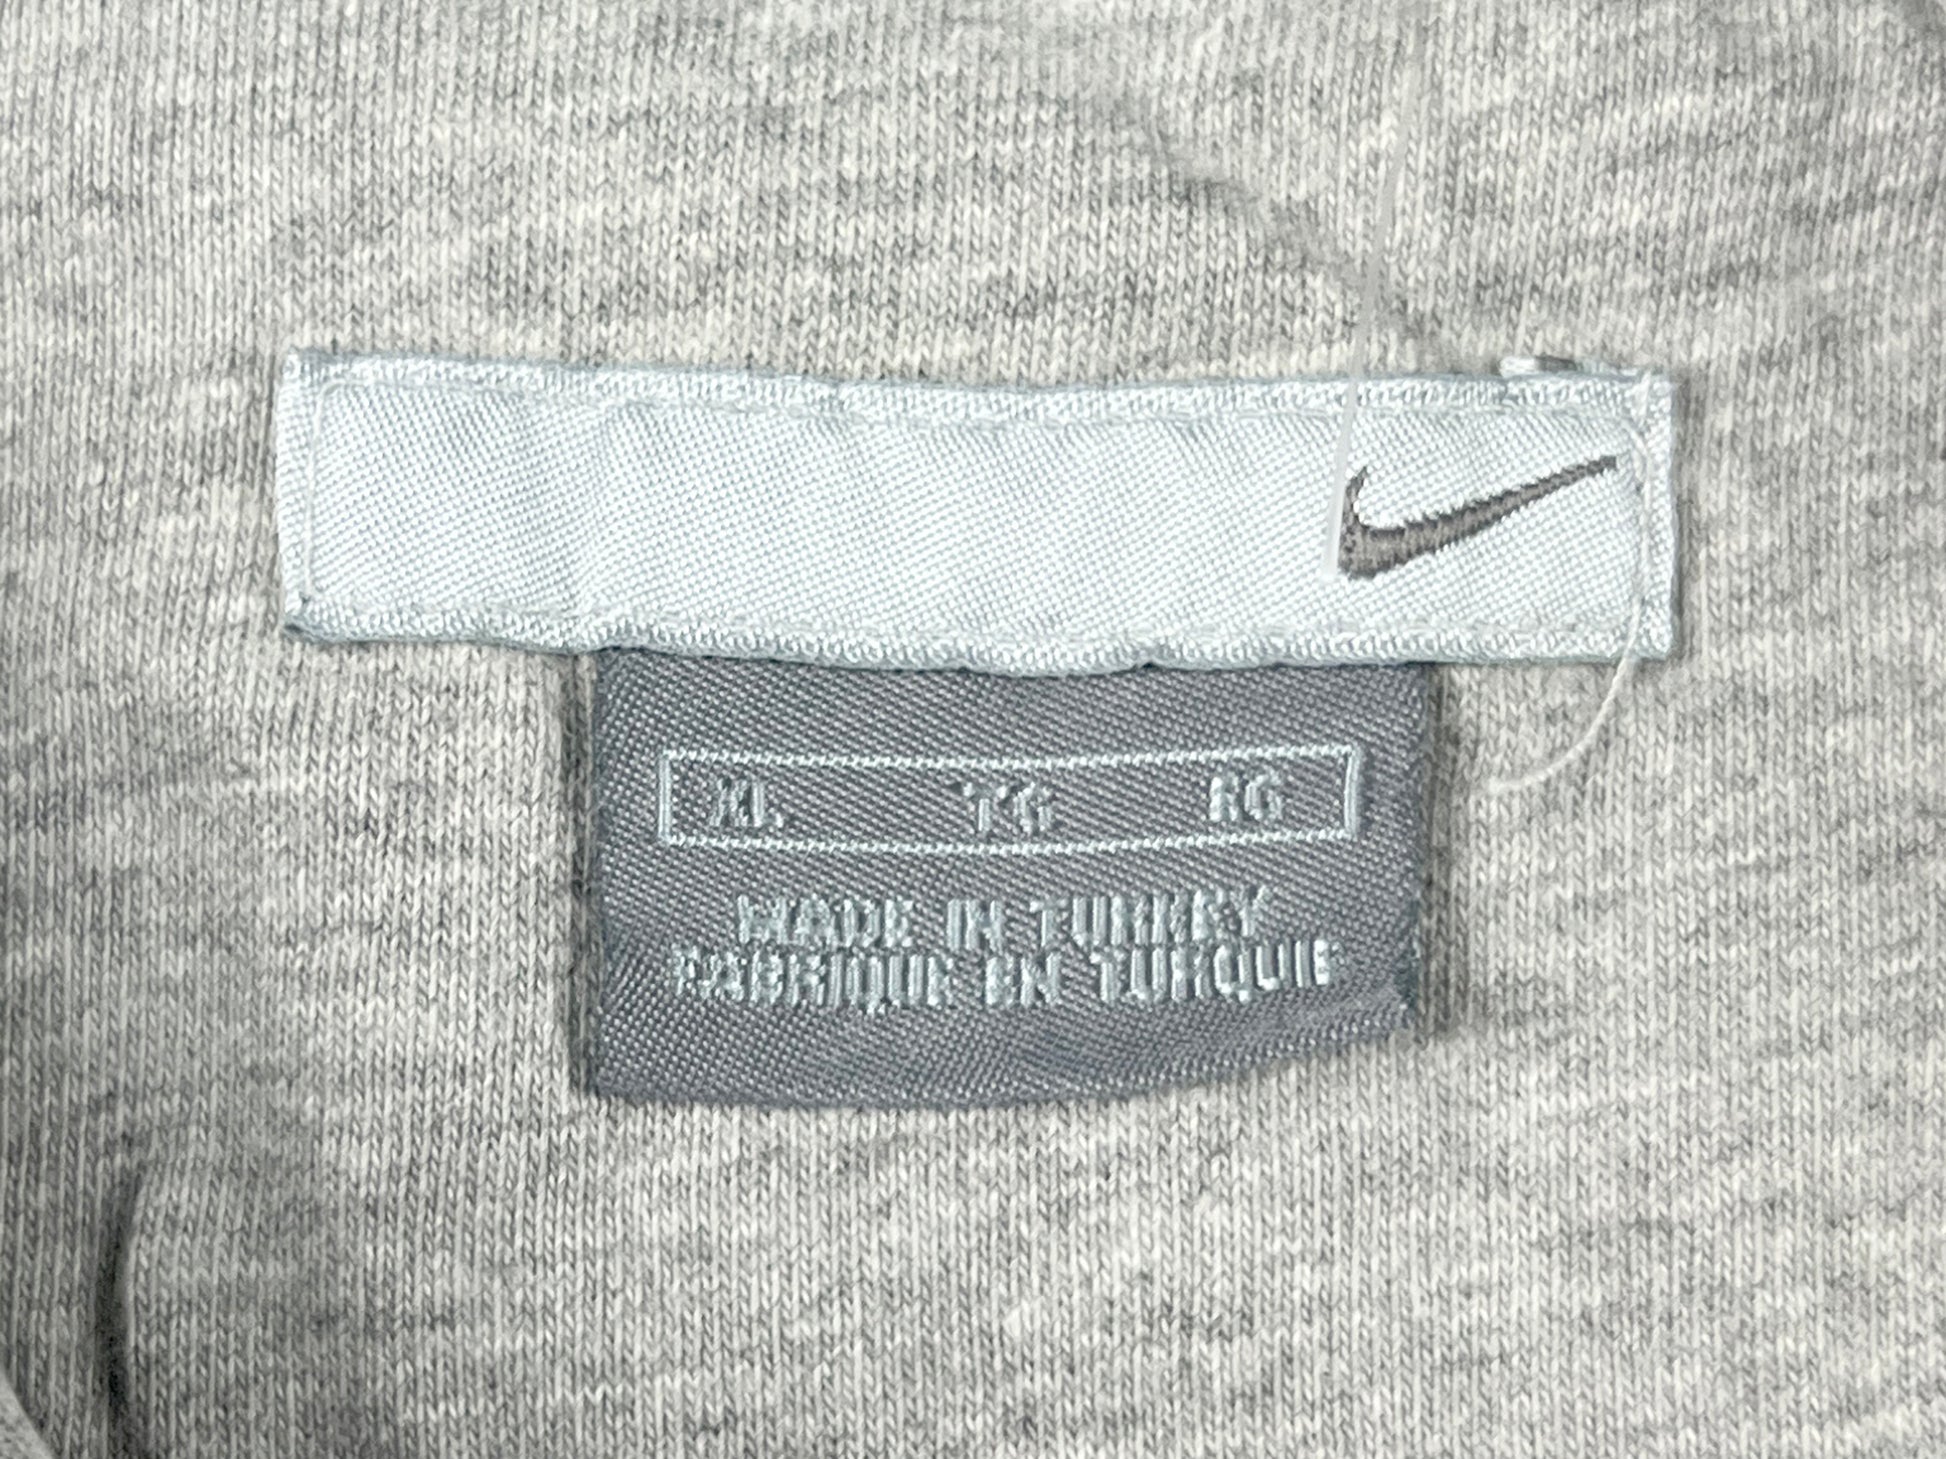 XL TG EG
MADE IN TURKEY
FABRIQUE EN TURQUIE